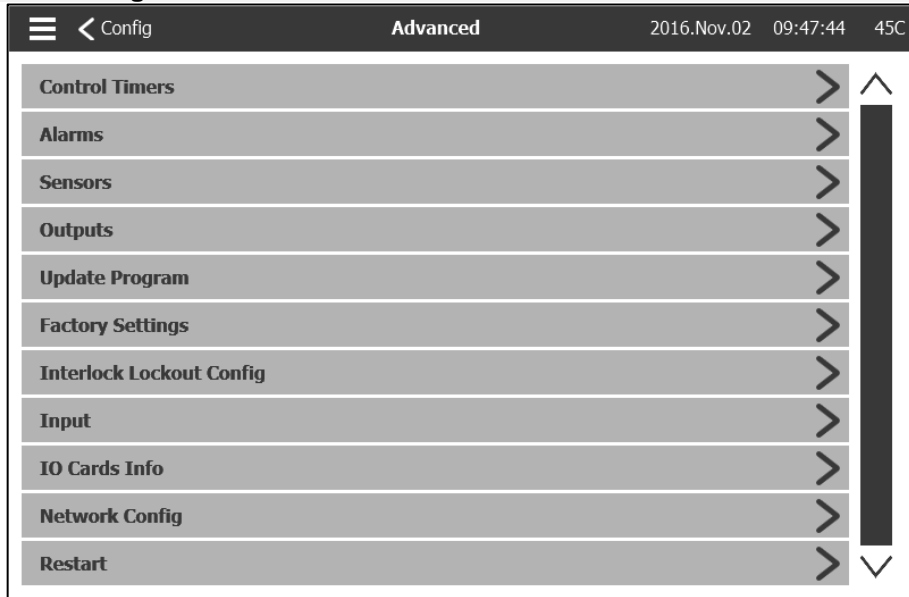 Config Advanced 2016.Nov.02 09:47:44 45C
Control Timers
Alarms
Sensors
Outputs
Update Program
Factory Settings
Interlock Lockout Config
Input
IO Cards Info
Network Config
Restart